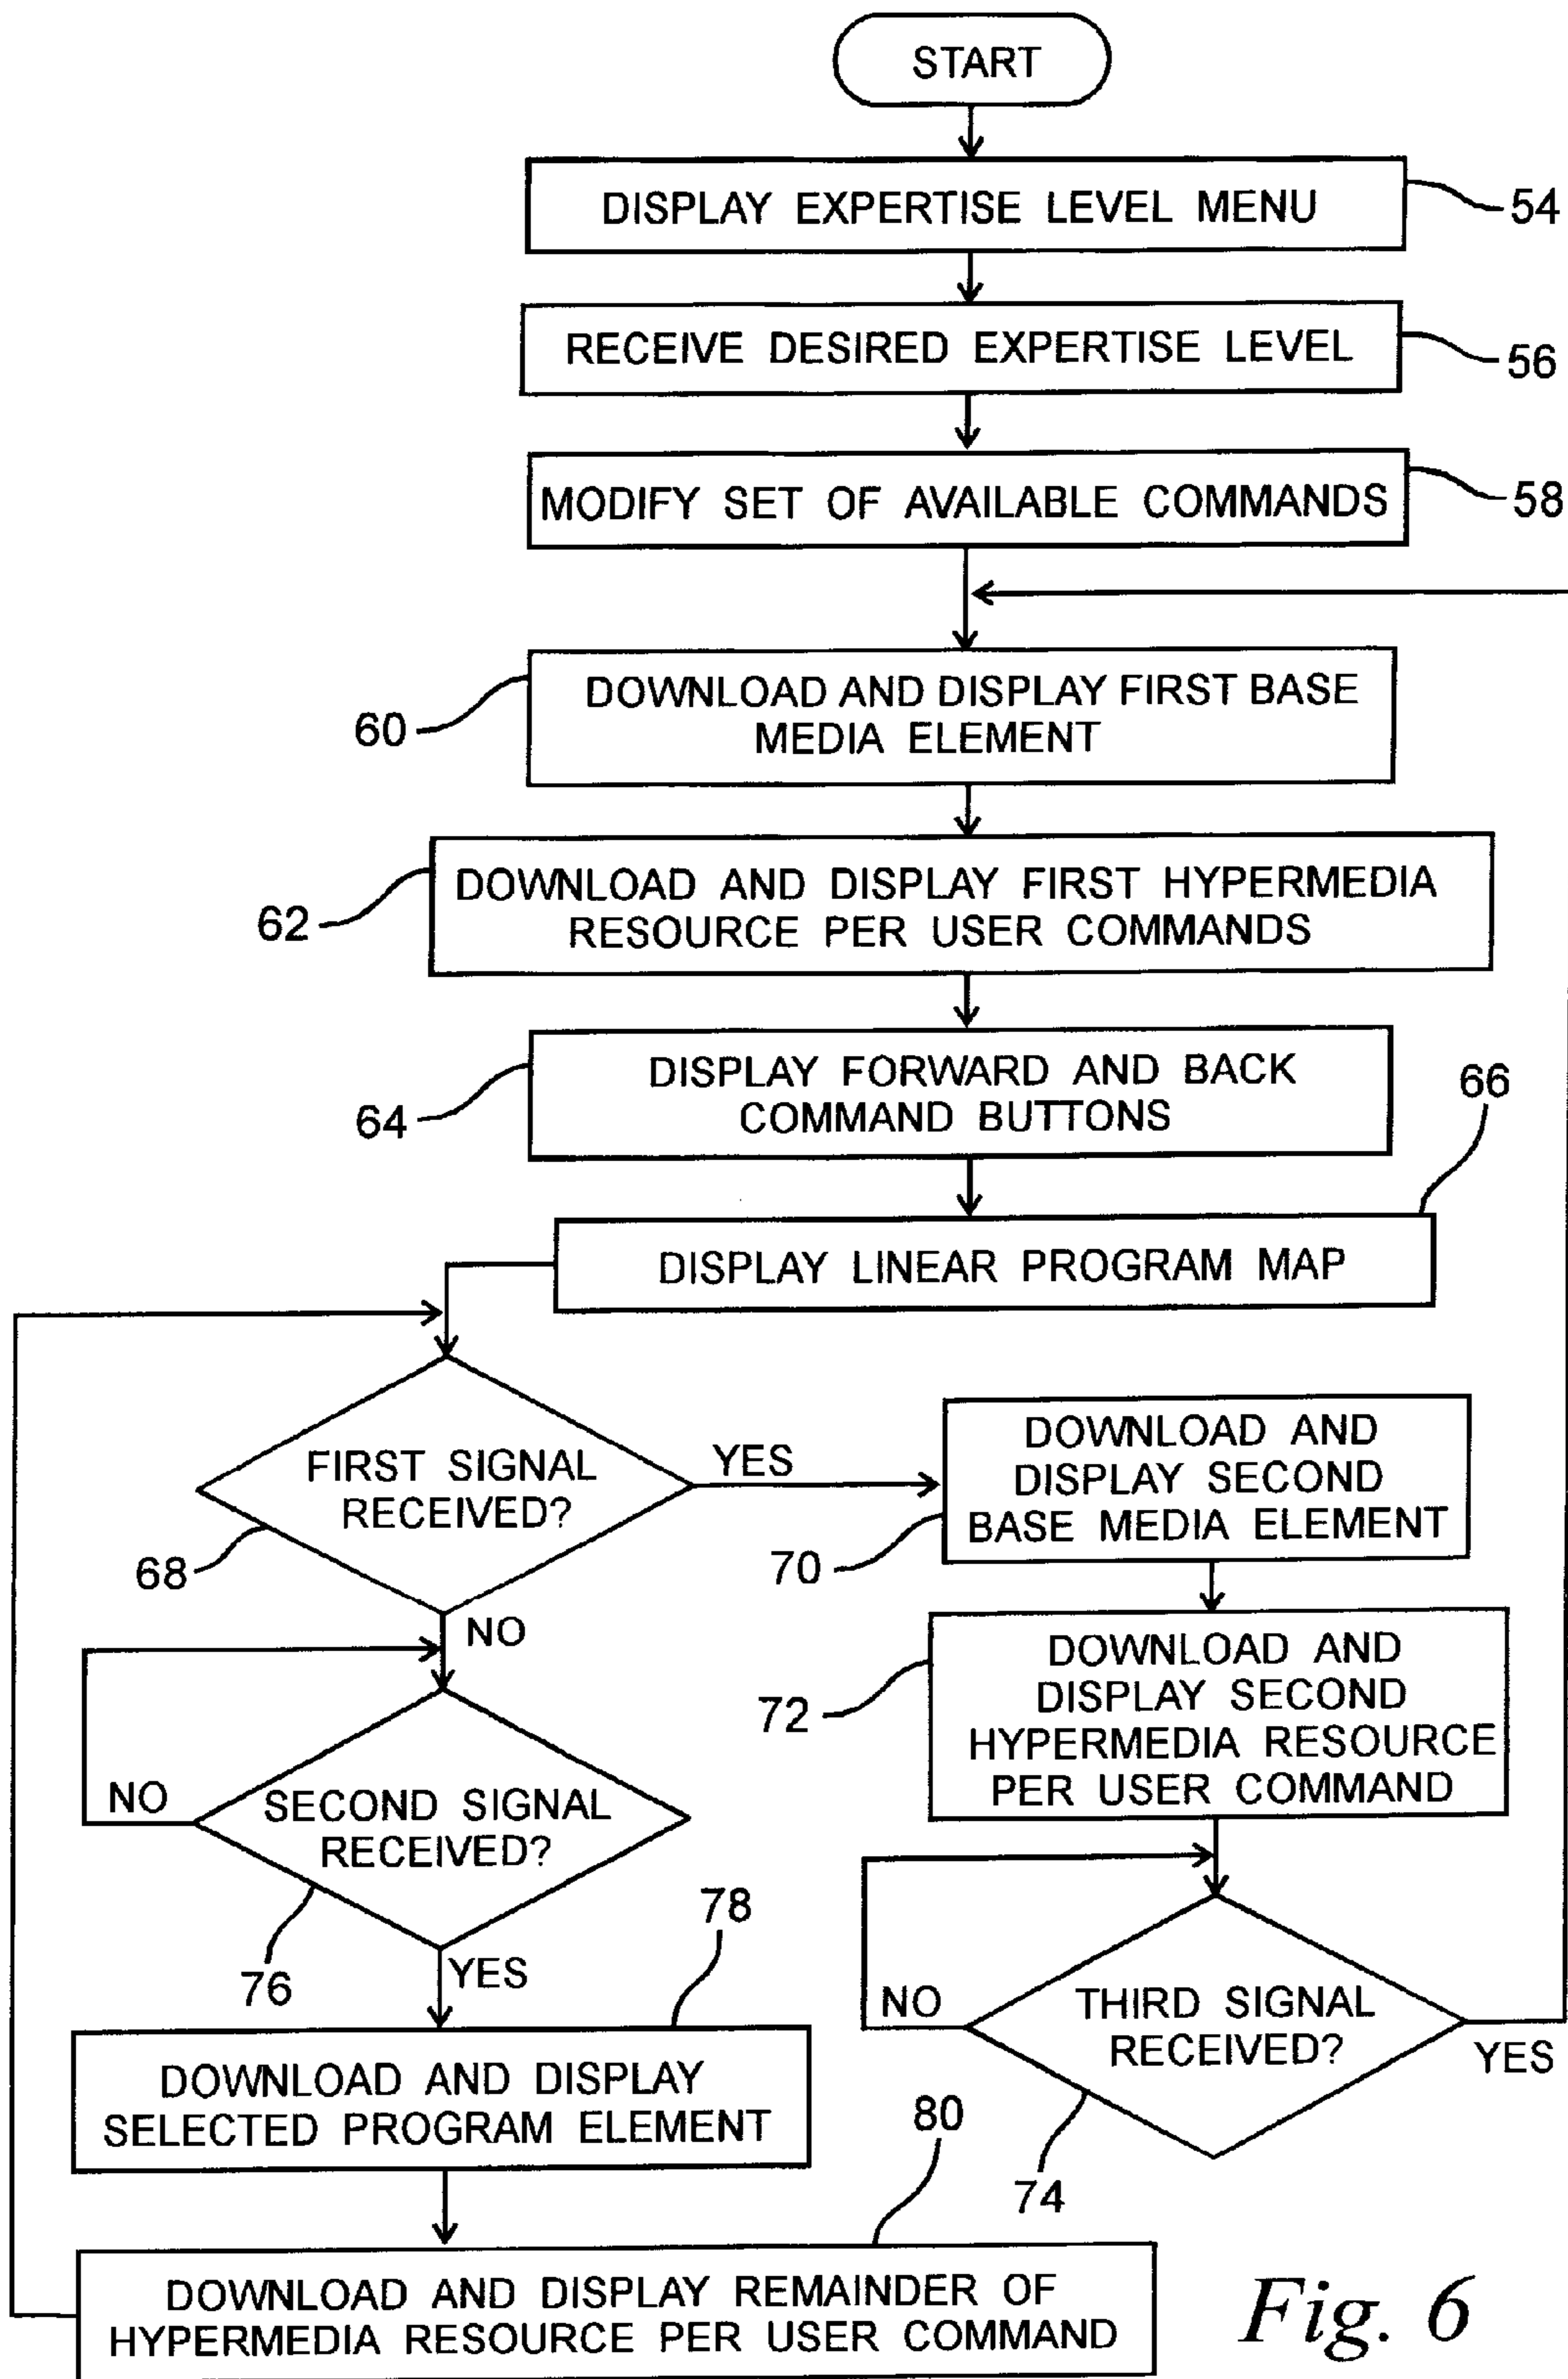 START
DISPLAY EXPERTISE LEVEL MENU
54
RECEIVE DESIRED EXPERTISE LEVEL
56
MODIFY SET OF AVAILABLE COMMANDS
58
DOWNLOAD AND DISPLAY FIRST BASE
MEDIA ELEMENT
60
DOWNLOAD AND DISPLAY FIRST HYPERMEDIA
RESOURCE PER USER COMMANDS
62
DISPLAY FORWARD AND BACK
COMMAND BUTTONS
64
66
DISPLAY LINEAR PROGRAM MAP
FIRST SIGNAL
RECEIVED?
68
YES
NO
DOWNLOAD AND
DISPLAY SECOND
BASE MEDIA ELEMENT
70
DOWNLOAD AND
DISPLAY SECOND
HYPERMEDIA RESOURCE
PER USER COMMAND
72
SECOND SIGNAL
RECEIVED?
NO
76
YES
78
THIRD SIGNAL
RECEIVED?
NO
YES
74
DOWNLOAD AND DISPLAY
SELECTED PROGRAM ELEMENT
80
DOWNLOAD AND DISPLAY REMAINDER OF
HYPERMEDIA RESOURCE PER USER COMMAND
Fig. 6